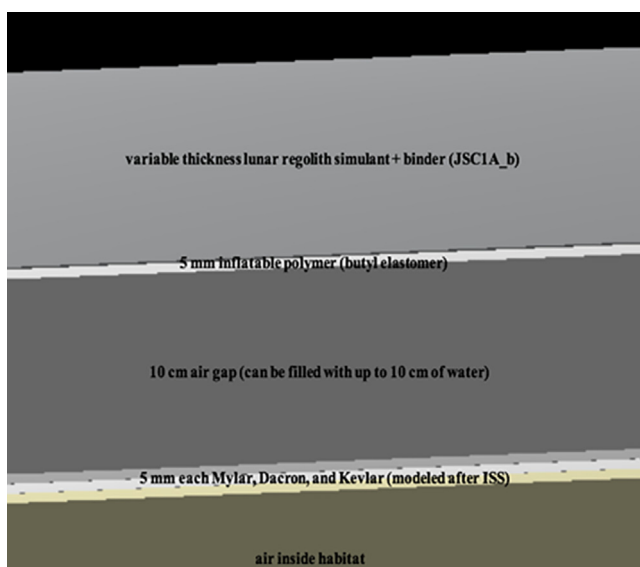 variable thickness lunar regolith simulant + binder (JSC1A_b)
5 mm inflatable polymer (butyl elastomer)
10 cm air gap (can be filled with up to 10 cm of water)
5 mm each Mylar, Dacron, and Kevlar (modeled after ISS)
air inside habitat